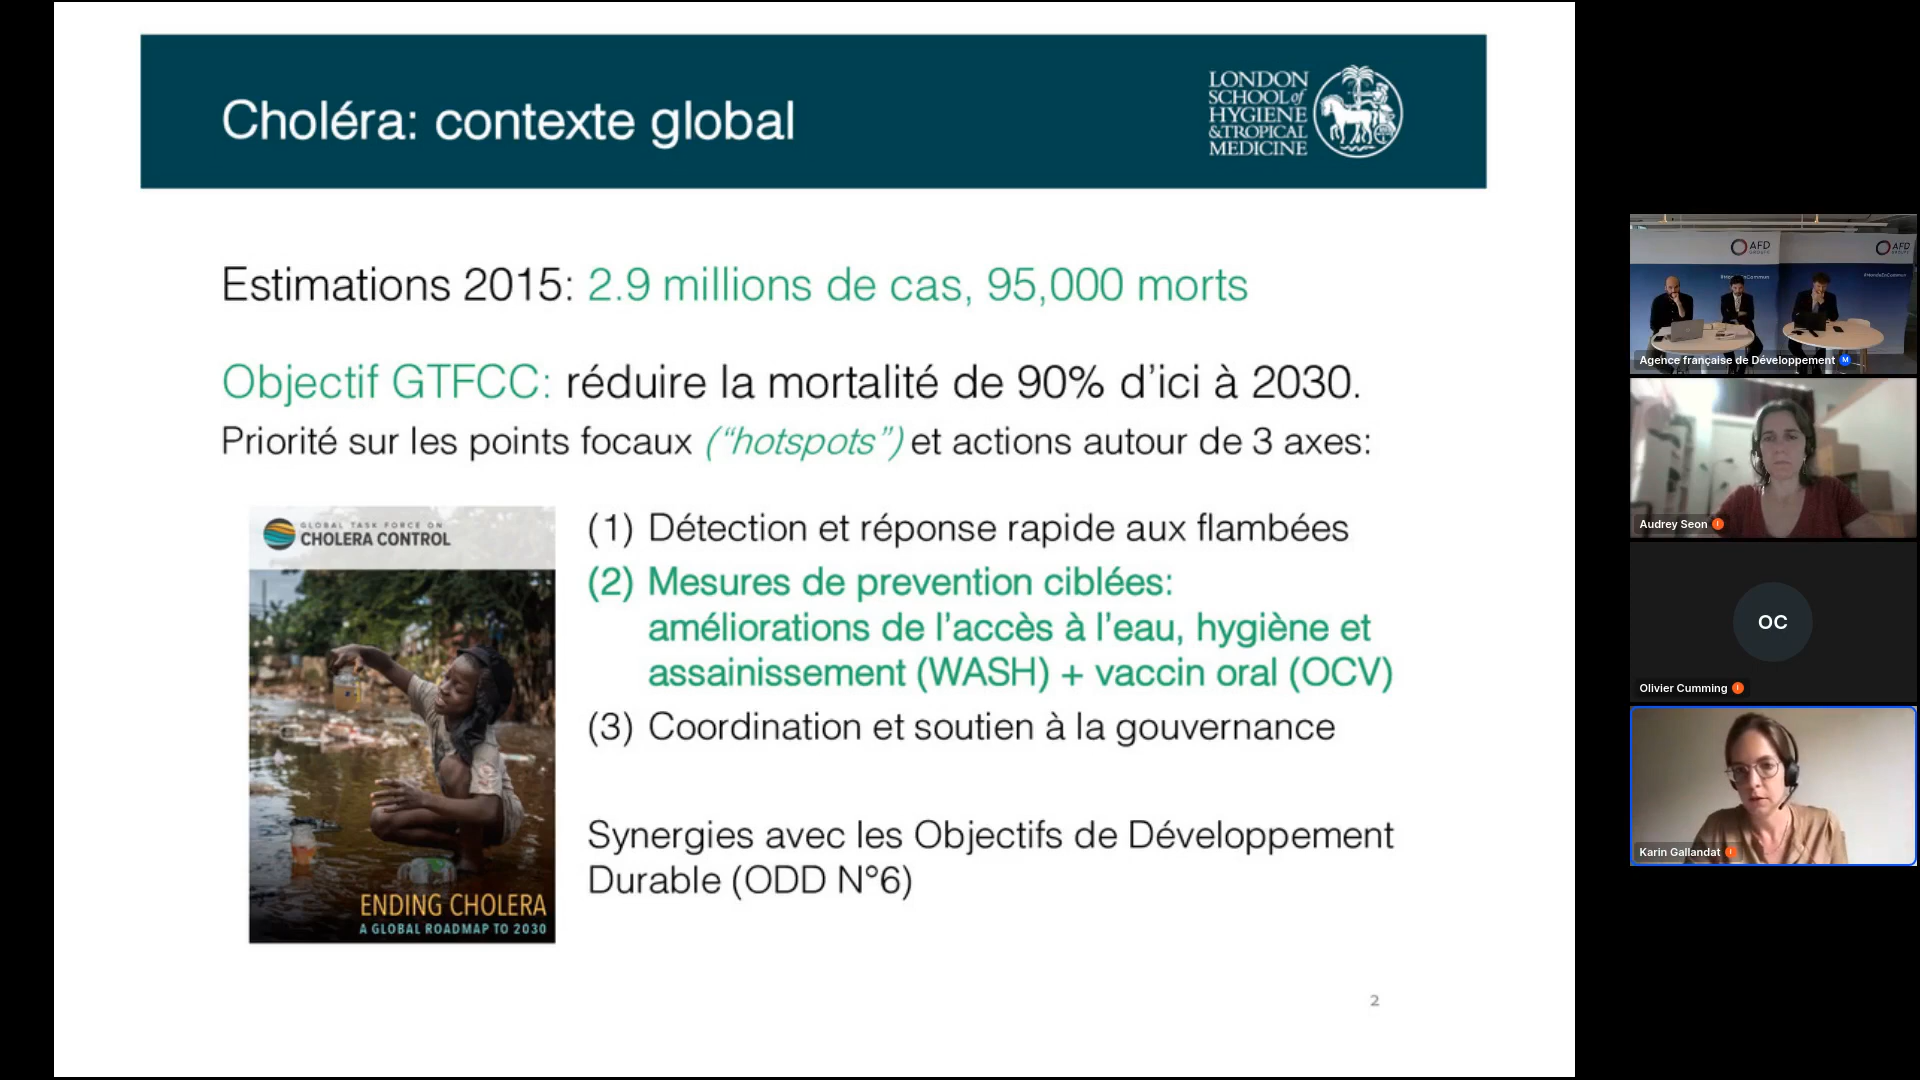 Choléra: contexte global
LONDON
SCHOOL of
HYGIENE
& TROPICAL
MEDICINE
Estimations 2015: 2.9 millions de cas, 95,000 morts
Objectif GTFCC: réduire la mortalité de 90% d’ici à 2030.
Priorité sur les points focaux (“hotspots”) et actions autour de 3 axes:
GLOBAL TASK FORCE ON
CHOLERA CONTROL
ENDING CHOLERA
A GLOBAL ROADMAP TO 2030
(1) Détection et réponse rapide aux flambées
(2) Mesures de prevention ciblées:
améliorations de l’accès à l’eau, hygiène et
assainissement (WASH) + vaccin oral (OCV)
(3) Coordination et soutien à la gouvernance
Synergies avec les Objectifs de Développement
Durable (ODD N°6)
2
AFD
GROUPE
AFD
#MondeEnCommun
Agence française de Développement M
Audrey Seon
OC
Olivier Cumming
Karin Gallandat